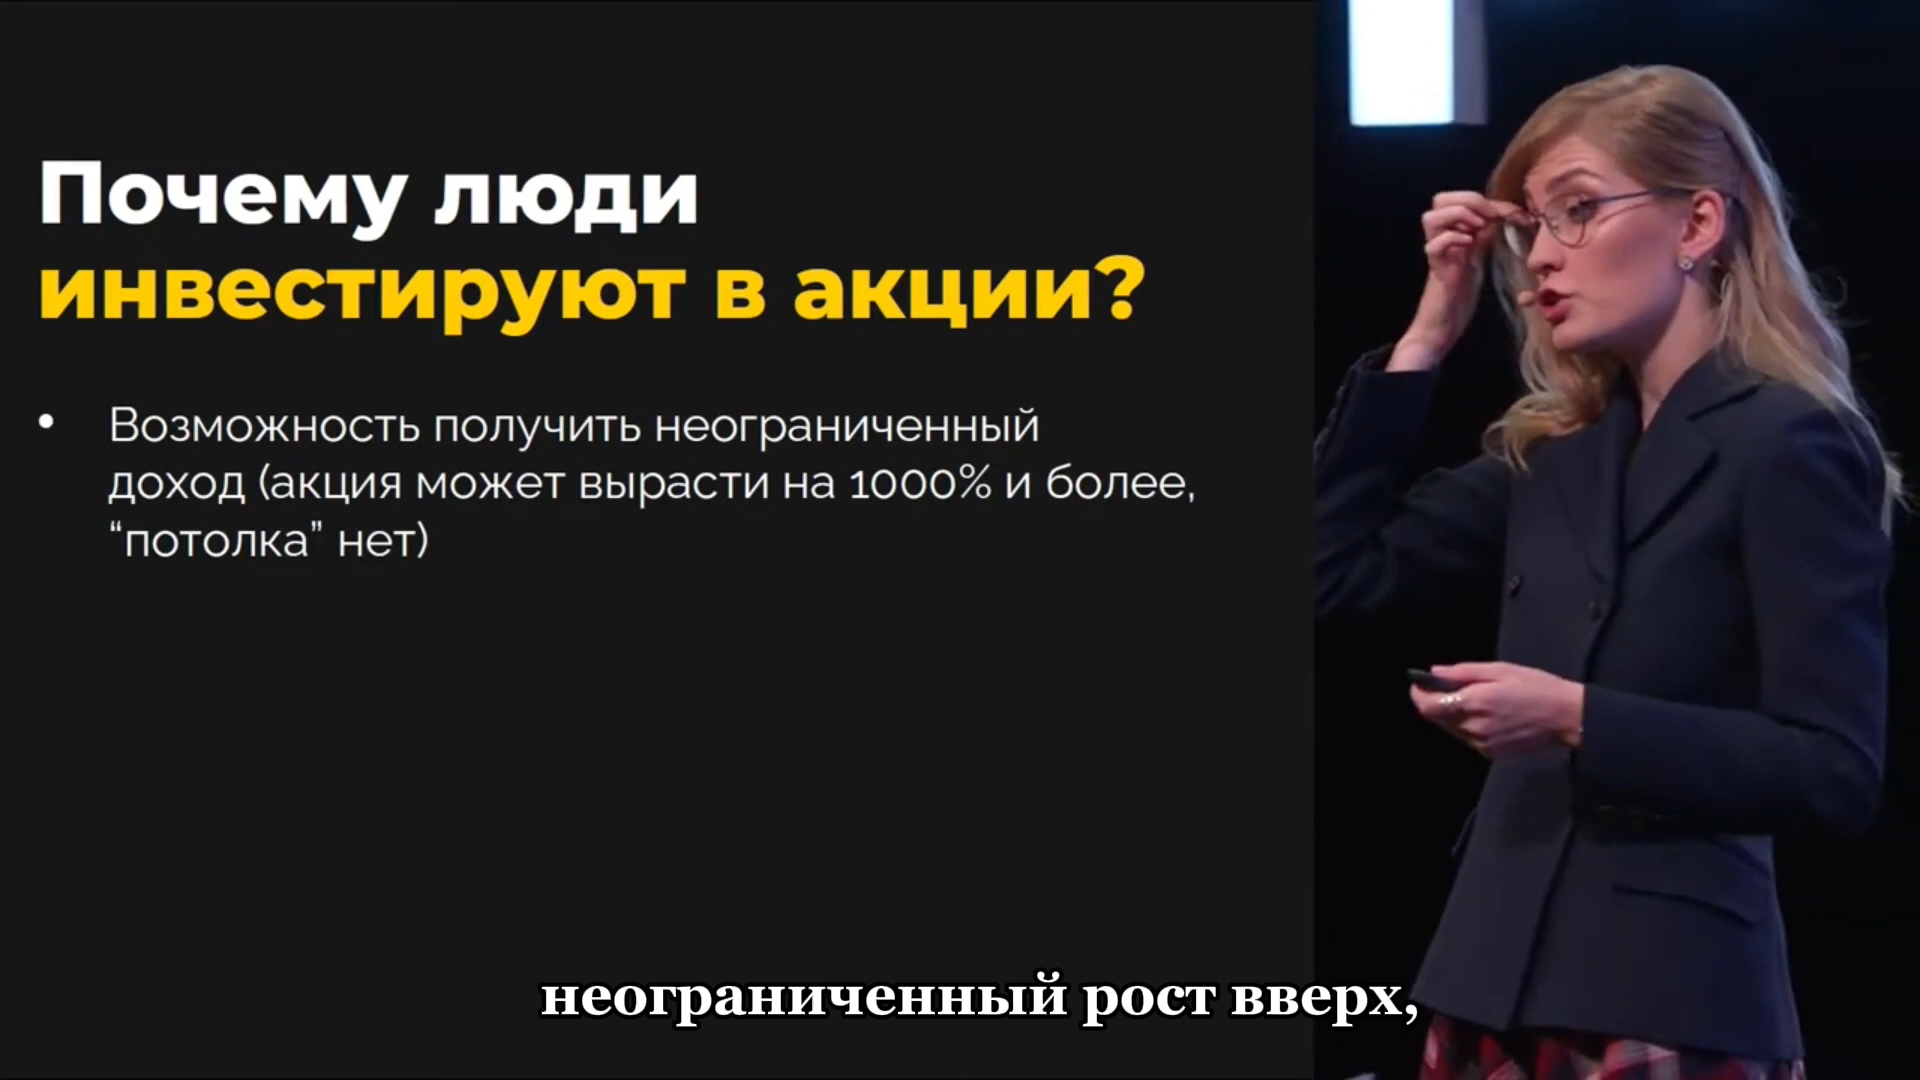 Почему люди
инвестируют в акции?
• Возможность получить неограниченный
доход (акция может вырасти на 1000% и более,
“потолка” нет)
неограниченный рост вверх,